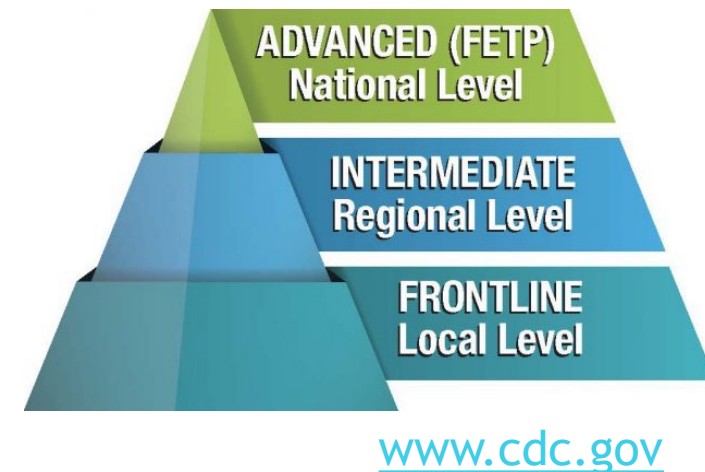 ADVANCED (FETP)
National Level
INTERMEDIATE
Regional Level
FRONTLINE
Local Level
www.cdc.gov